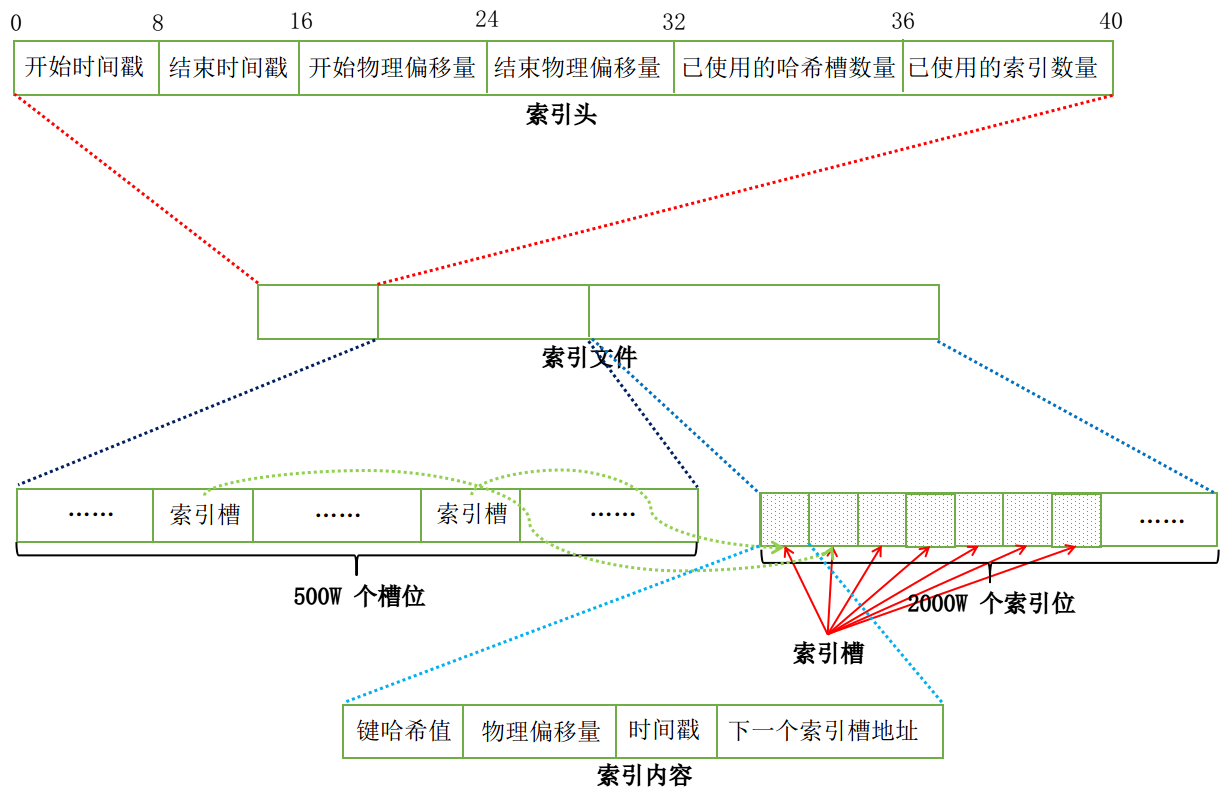 0 8 16 24 32 36 40
开始时间戳 结束时间戳 开始物理偏移量 结束物理偏移量 已使用的哈希槽数量 已使用的索引数量
索引头
索引文件
…… 索引槽 …… 索引槽 …… ……
500W 个槽位
2000W 个索引位
索引槽
键哈希值 物理偏移量 时间戳 下一个索引槽地址
索引内容